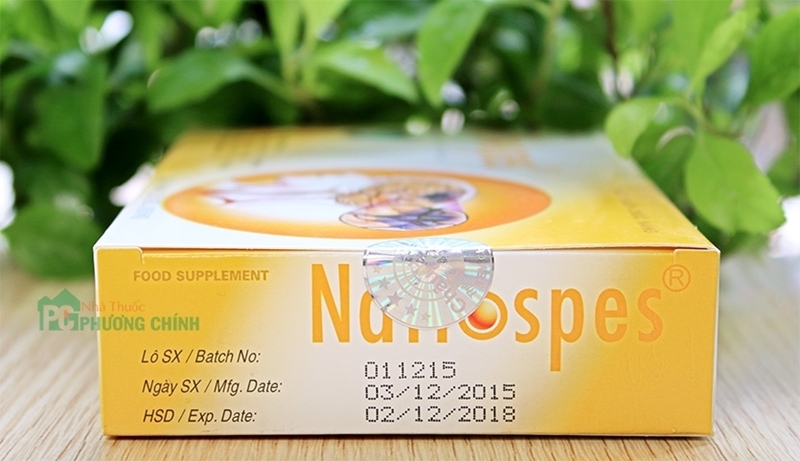 FOOD SUPPLEMENT
Nanospes®
Nhà Thuốc
PC PHƯƠNG CHÍNH
Lô SX / Batch No: 011215
Ngày SX / Mfg. Date: 03/12/2015
HSD / Exp. Date: 02/12/2018